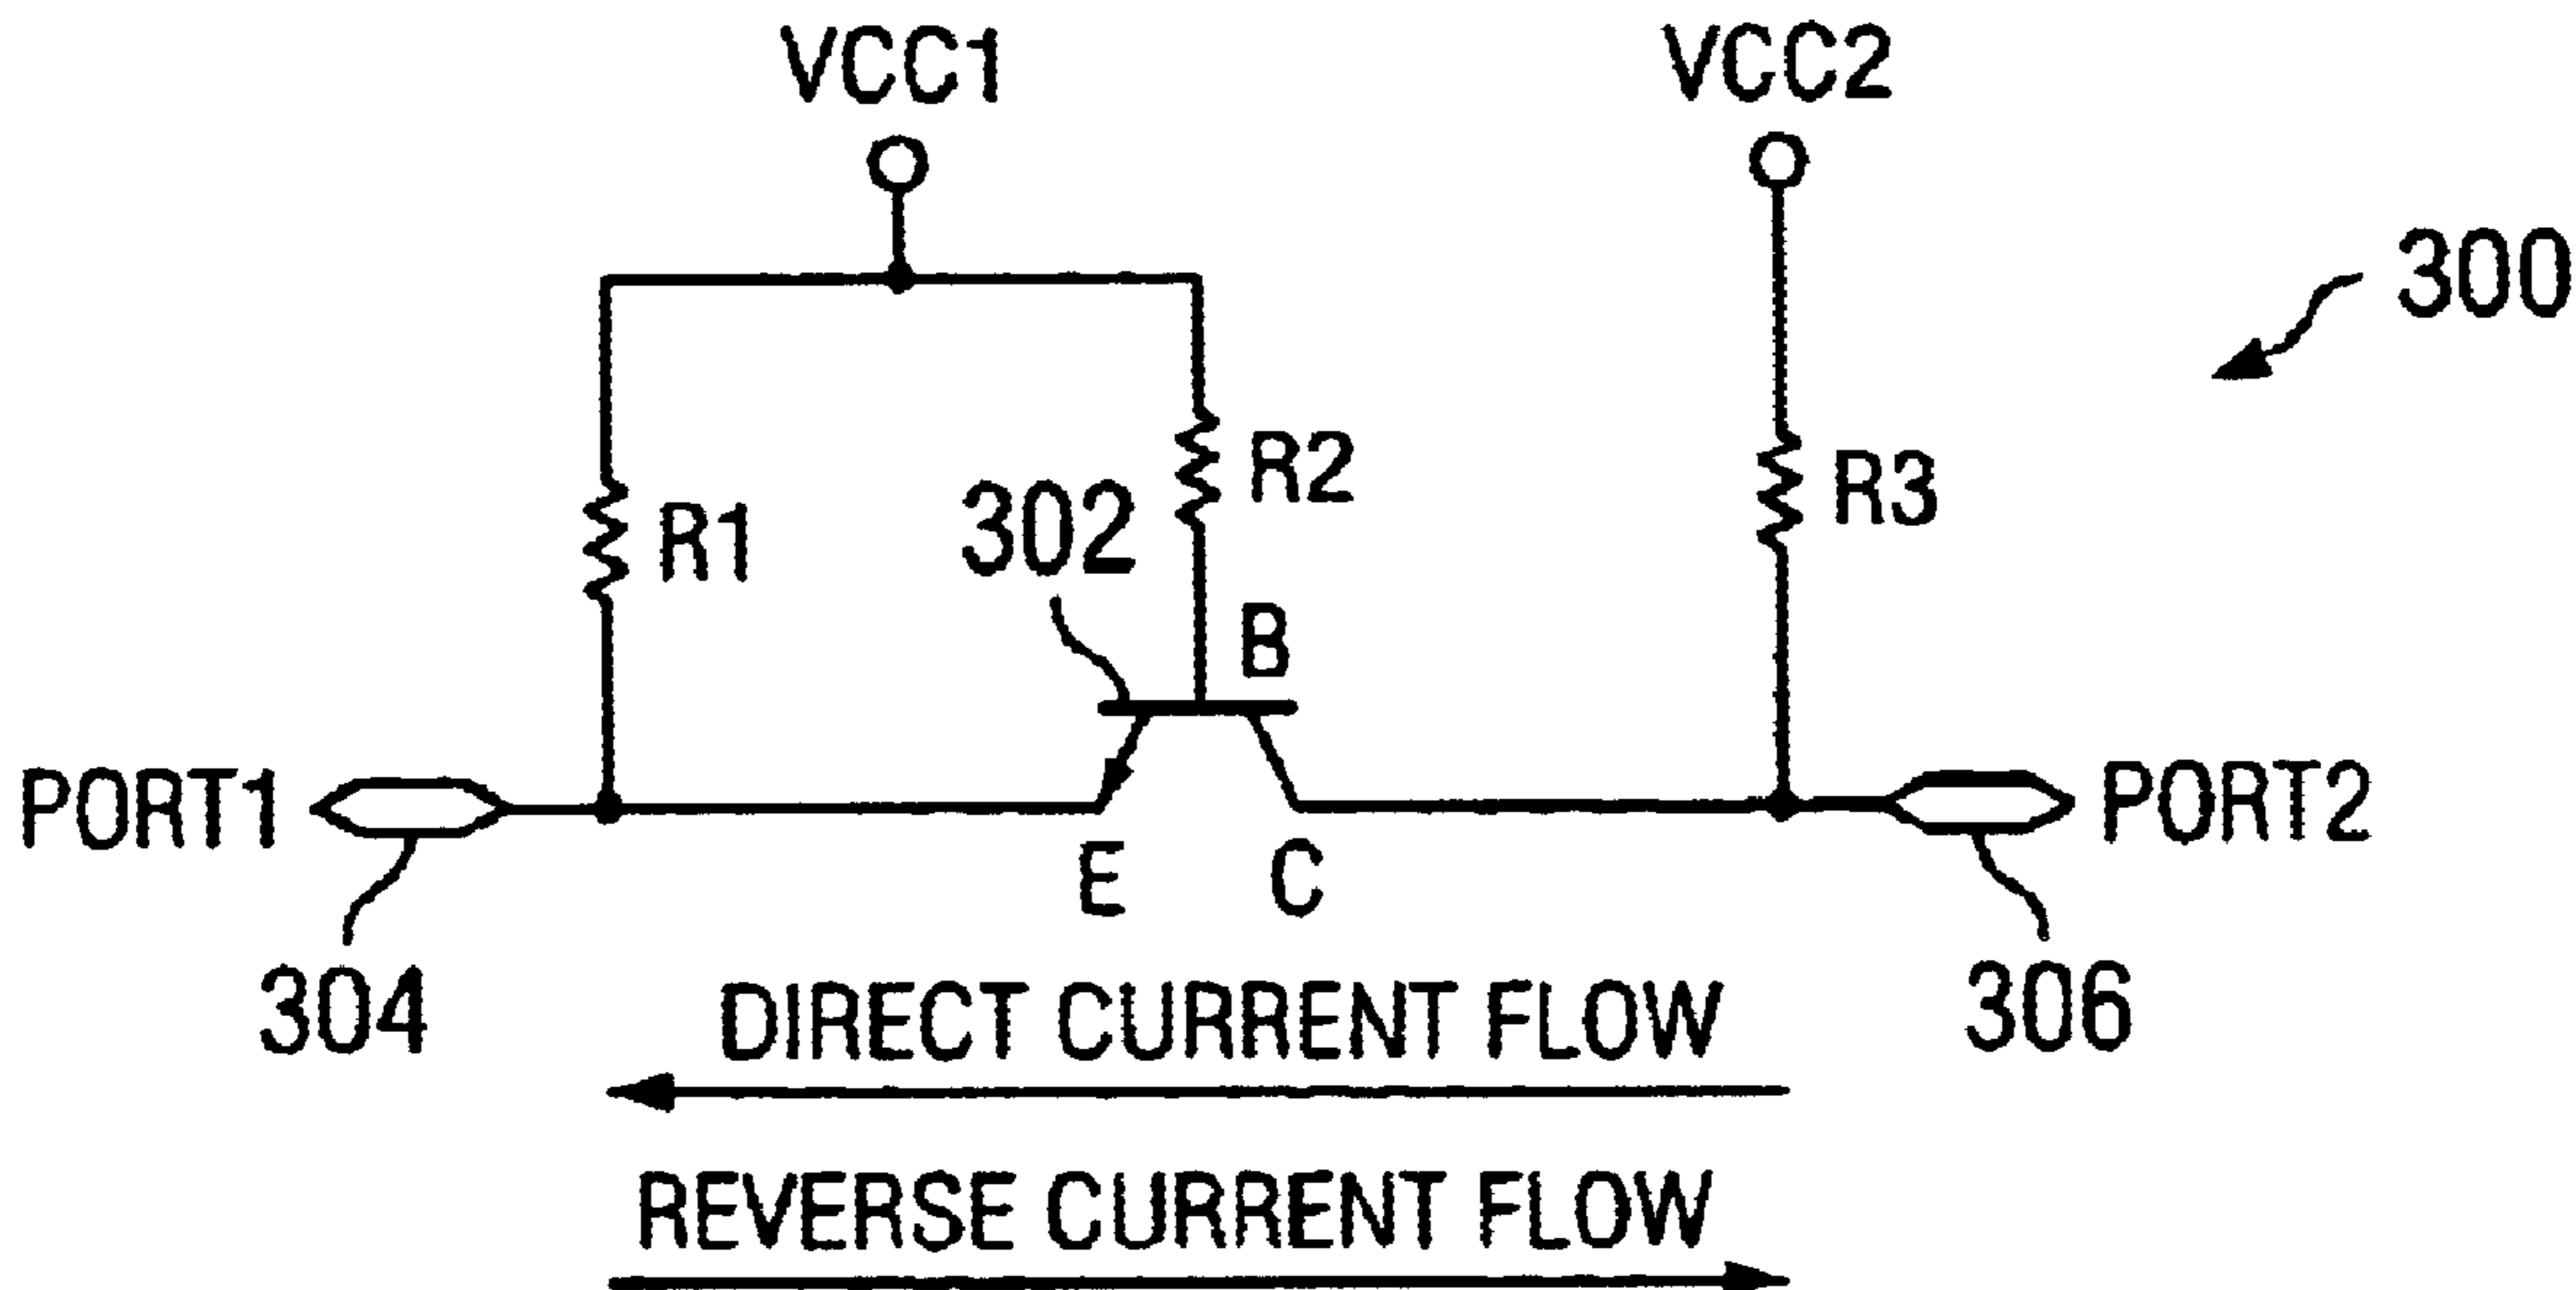 VCC1
VCC2
300
R1
302
R2
R3
B
PORT1
PORT2
E
C
304
306
DIRECT CURRENT FLOW
REVERSE CURRENT FLOW